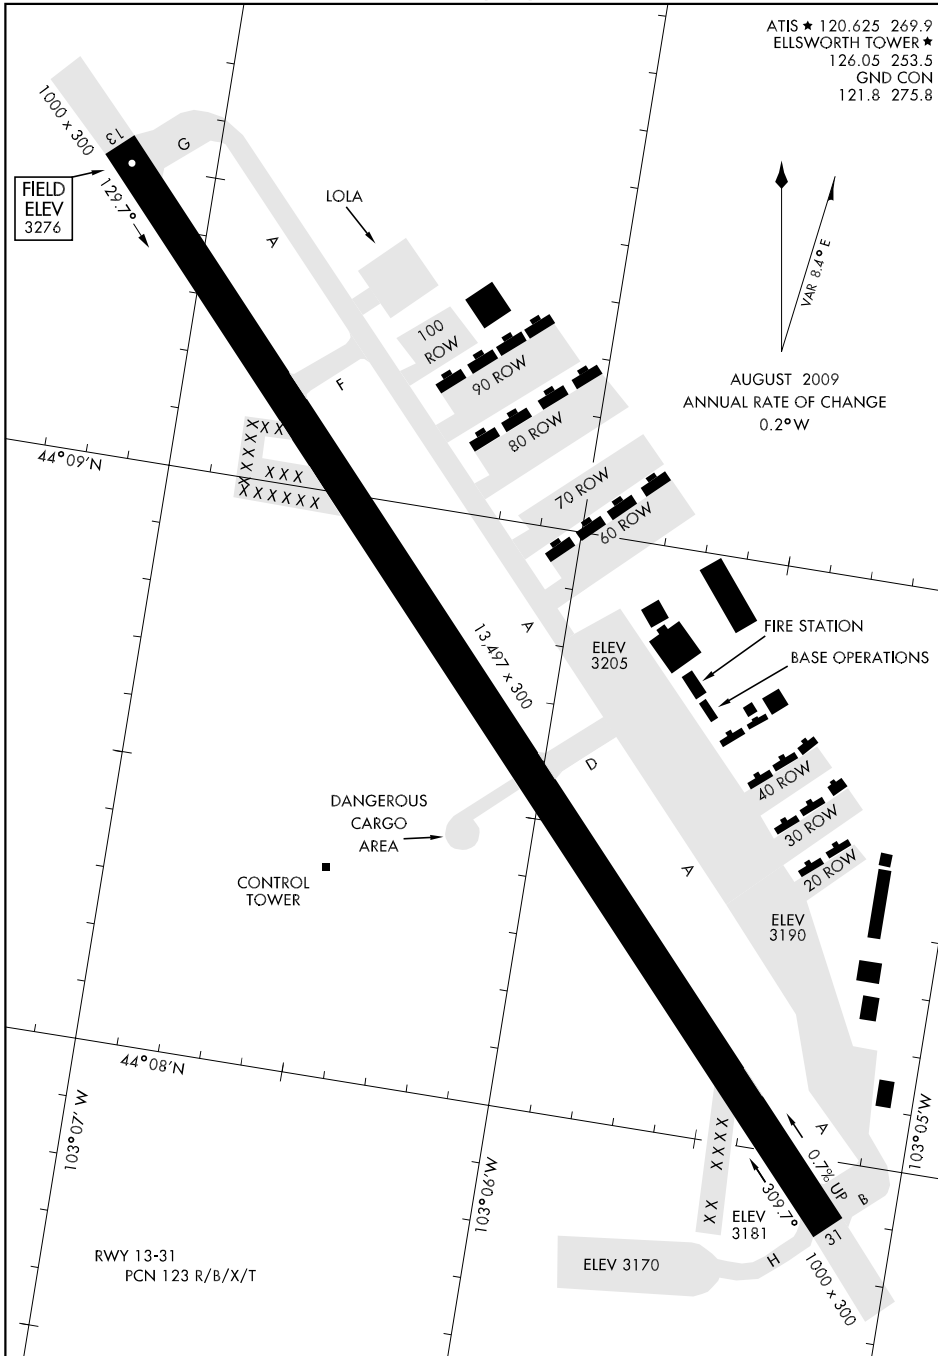 ATIS ★ 120.625 269.9
ELLSWORTH TOWER ★
126.05 253.5
GND CON
121.8 275.8
1000 x 300
13
G
FIELD
ELEV
3276
129.7°
LOLA
A
VAR 8.4° E
100
ROW
90 ROW
AUGUST 2009
ANNUAL RATE OF CHANGE
0.2° W
F
80 ROW
44°09'N
XXX
XXXX
XXX
X
XXXXXX
70 ROW
60 ROW
13,497 x 300
A
ELEV
3205
FIRE STATION
BASE OPERATIONS
D
40 ROW
DANGEROUS
CARGO
AREA
30 ROW
CONTROL
TOWER
A
20 ROW
ELEV
3190
44°08'N
103°07' W
103°06'W
103°05'W
XXXX
XX
A
0.7% UP
309.7°
B
ELEV
3181
31
RWY 13-31
PCN 123 R/B/X/T
ELEV 3170
H
1000 x 300